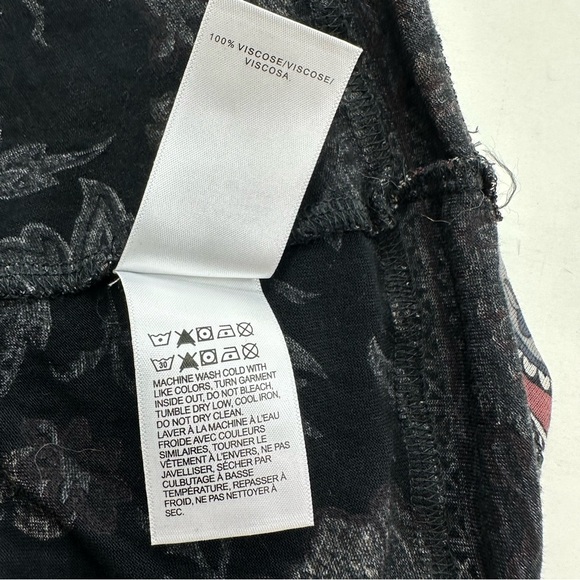 100% VISCOSE/VISCOSE/
VISCOSA
30
MACHINE WASH COLD WITH
LIKE COLORS, TURN GARMENT
INSIDE OUT, DO NOT BLEACH,
TUMBLE DRY LOW, COOL IRON,
DO NOT DRY CLEAN.
LAVER À LA MACHINE À L'EAU
FROIDE AVEC COULEURS
SIMILAIRES, TOURNER LE
VÊTEMENT À L'ENVERS, NE PAS
JAVELLISER, SÉCHER PAR
CULBUTAGE À BASSE
TEMPÉRATURE, REPASSER À
FROID, NE PAS NETTOYER À
SEC.